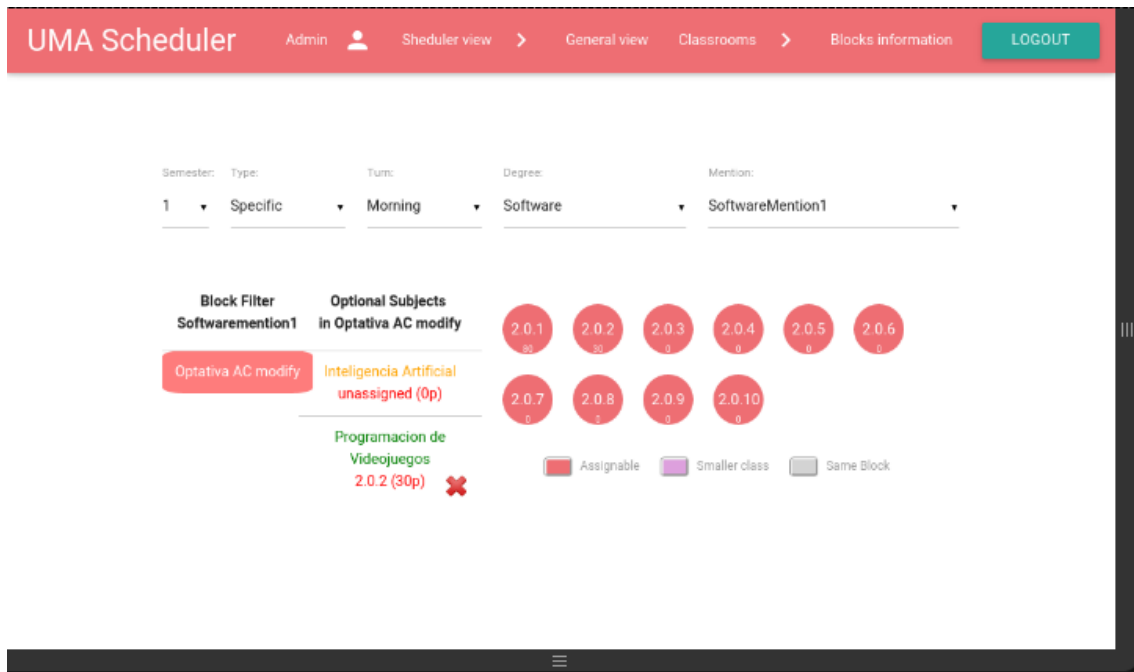 UMA Scheduler Admin Sheduler view General view Classrooms Blocks information LOGOUT
Semester: Type: Turn: Degree: Mention:
1 Specific Morning Software SoftwareMention1
Block Filter
Softwaremention1
Optativa AC modify
Optional Subjects
in Optativa AC modify
Inteligencia Artificial
unassigned (0p)
Programacion de
Videojuegos
2.0.2 (30p)
2.0.1 2.0.2 2.0.3 2.0.4 2.0.5 2.0.6
90 30 0 0 0 0
2.0.7 2.0.8 2.0.9 2.0.10
0 0 0 0
Assignable Smaller class Same Block